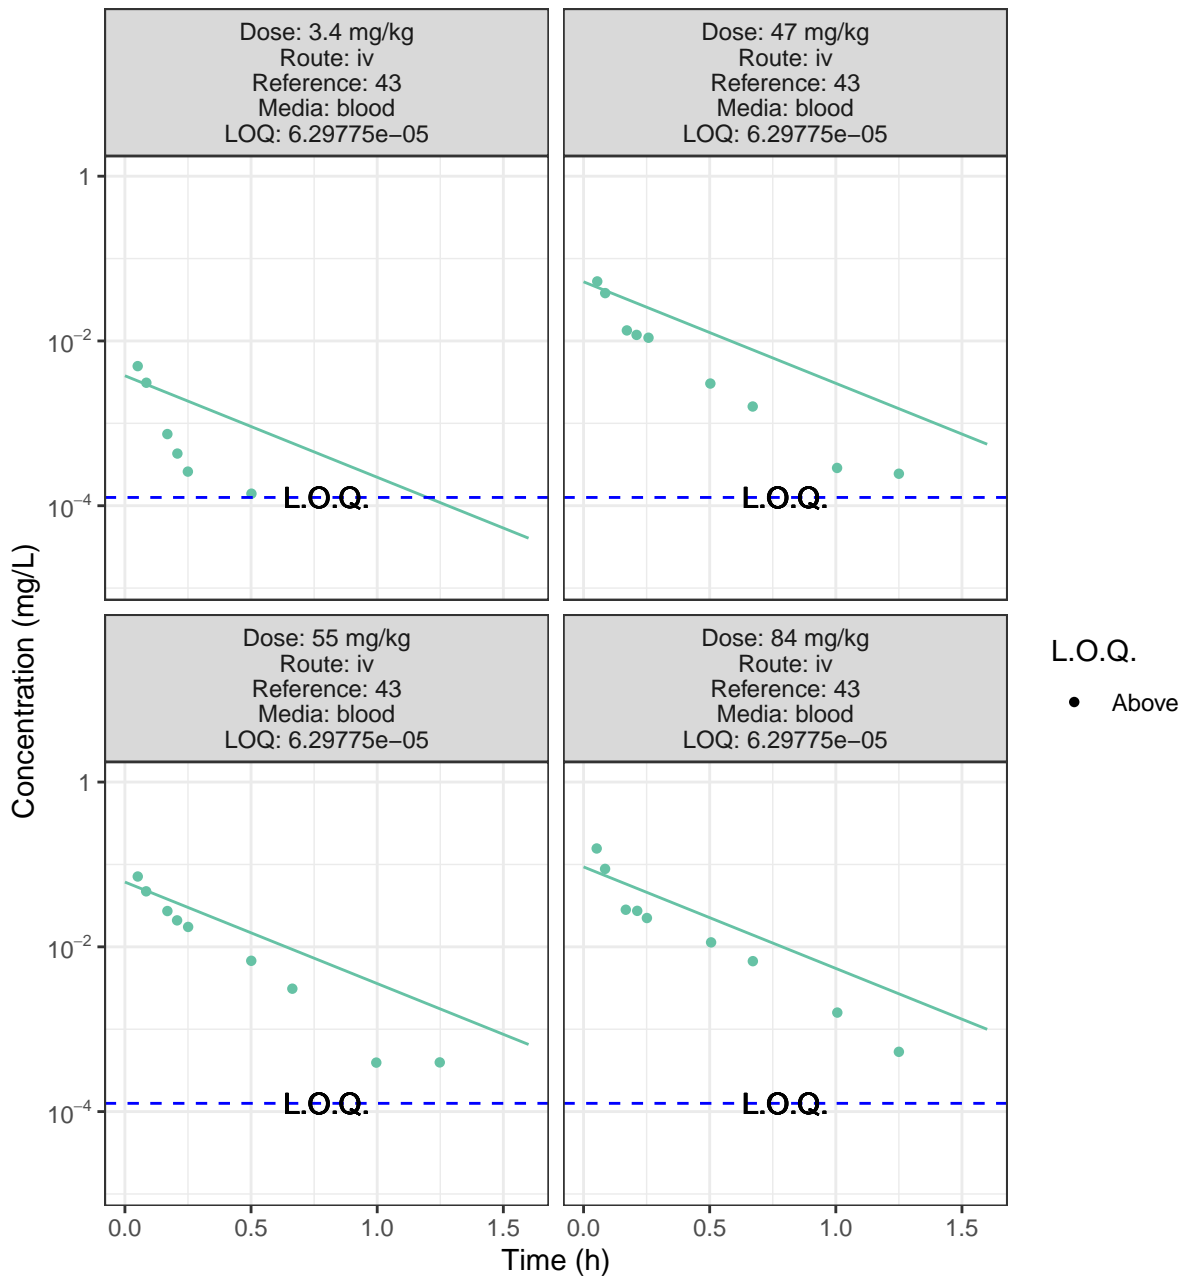 Dose: 3.4 mg/kg
Route: iv
Reference: 43
Media: blood
LOQ: 6.29775e−05
Dose: 47 mg/kg
Route: iv
Reference: 43
Media: blood
LOQ: 6.29775e−05
1
10⁻²
10⁻⁴
L.O.Q.
L.O.Q.
Concentration (mg/L)
Dose: 55 mg/kg
Route: iv
Reference: 43
Media: blood
LOQ: 6.29775e−05
Dose: 84 mg/kg
Route: iv
Reference: 43
Media: blood
LOQ: 6.29775e−05
1
10⁻²
10⁻⁴
L.O.Q.
L.O.Q.
0.0 0.5 1.0 1.5
0.0 0.5 1.0 1.5
Time (h)
L.O.Q.
Above